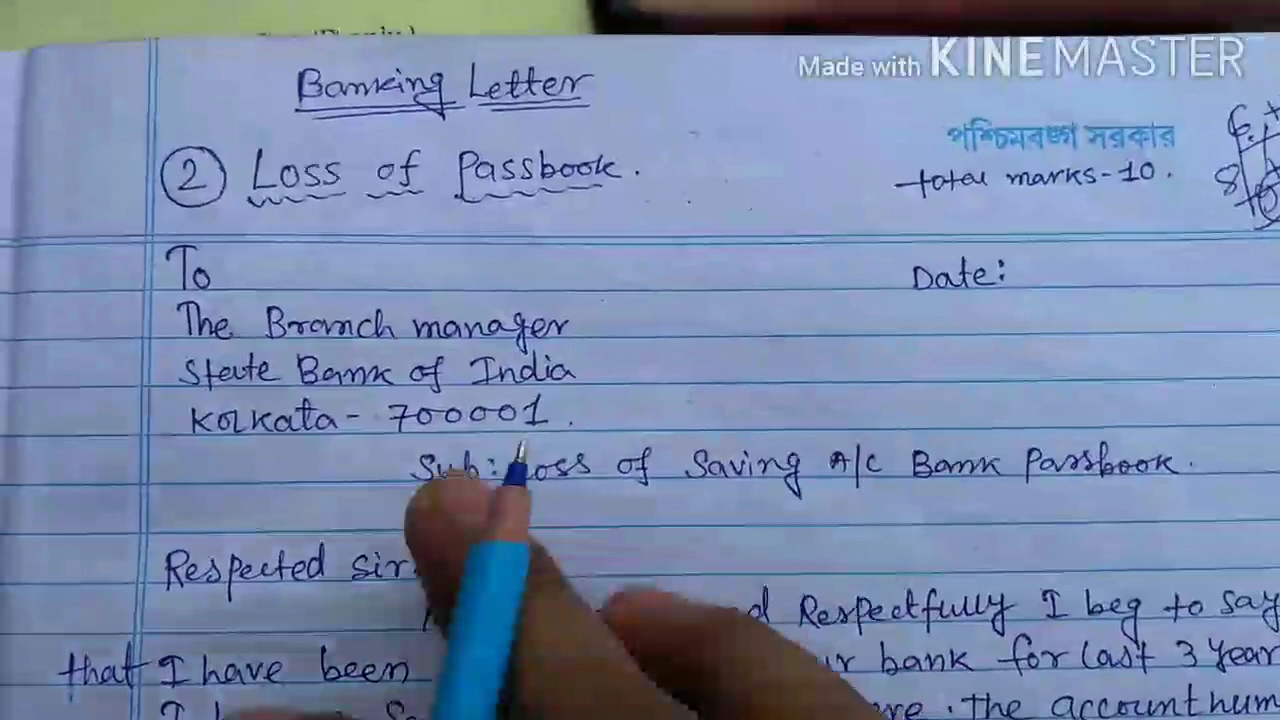 Made with KINEMASTER
Banking Letter
② Loss of Passbook.
পশ্চিমবঙ্গ সরকার
total marks-10.
To
Date:
The Branch manager
State Bank of India
Kolkata - 700001.
Sub: Loss of Saving A/C Bank Passbook.
Respected sir
Respectfully I beg to say
that I have been bank for last 3 year
I the account num